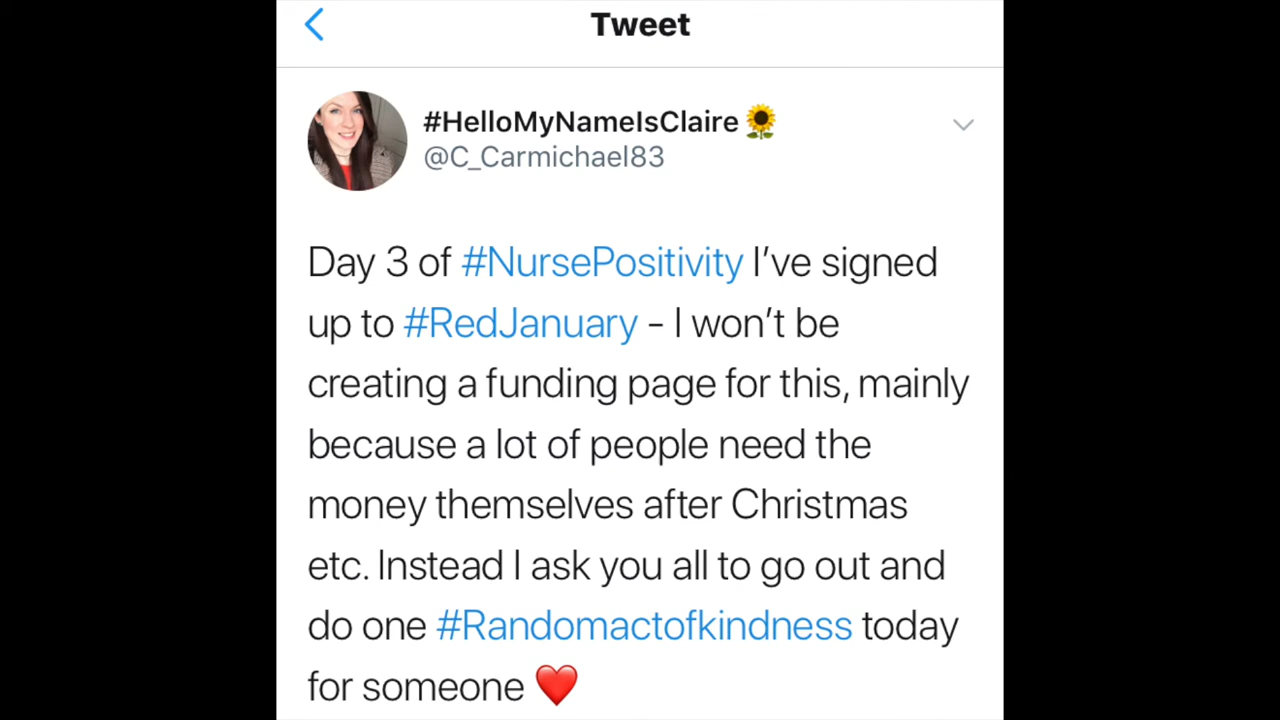 Tweet
#HelloMyNameIsClaire🌻
@C_Carmichael83
Day 3 of #NursePositivity I’ve signed
up to #RedJanuary - I won’t be
creating a funding page for this, mainly
because a lot of people need the
money themselves after Christmas
etc. Instead I ask you all to go out and
do one #Randomactofkindness today
for someone ❤️